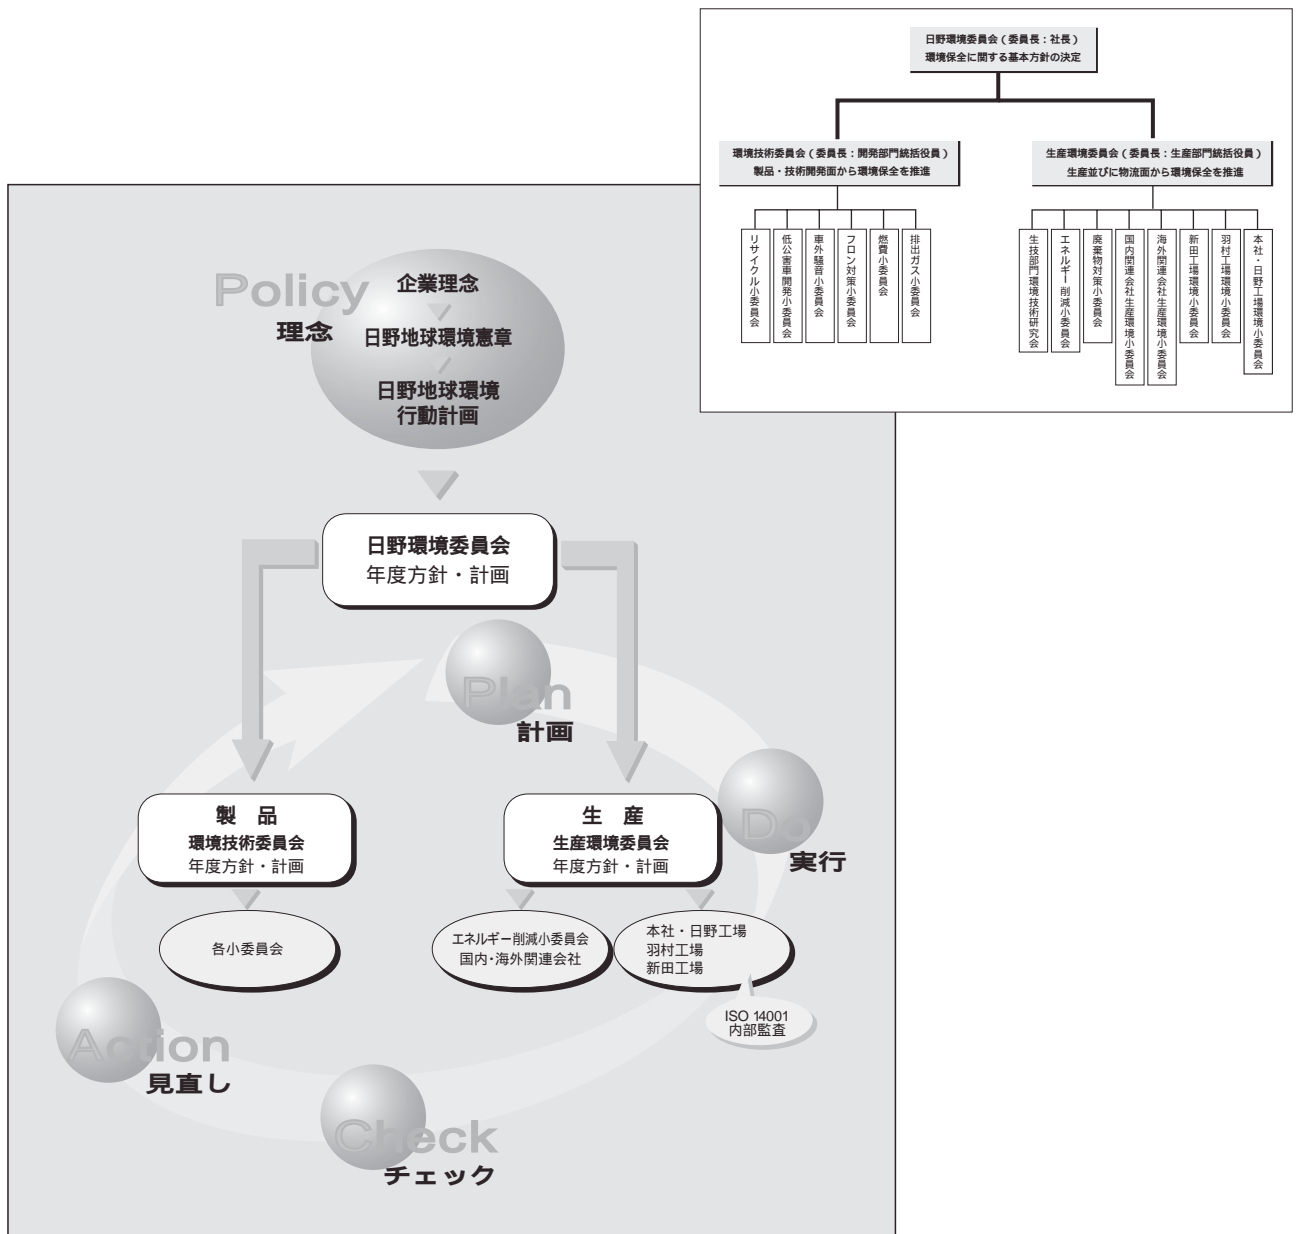 日野環境委員会（委員長：社長）
環境保全に関する基本方針の決定
環境技術委員会（委員長：開発部門統括役員）
製品・技術開発面から環境保全を推進
生産環境委員会（委員長：生産部門統括役員）
生産並びに物流面から環境保全を推進
リサイクル小委員会
低公害車開発小委員会
車外騒音小委員会
フロン対策小委員会
燃費小委員会
排出ガス小委員会
生技部門環境技術研究会
エネルギー削減小委員会
廃棄物対策小委員会
国内関連会社生産環境小委員会
海外関連会社生産環境小委員会
新田工場環境小委員会
羽村工場環境小委員会
本社・日野工場環境小委員会
Policy
理念
企業理念
日野地球環境憲章
日野地球環境
行動計画
日野環境委員会
年度方針・計画
Plan
計画
製　品
環境技術委員会
年度方針・計画
生　産
生産環境委員会
年度方針・計画
Do
実行
各小委員会
エネルギー削減小委員会
国内・海外関連会社
本社・日野工場
羽村工場
新田工場
ISO 14001
内部監査
Action
見直し
Check
チェック